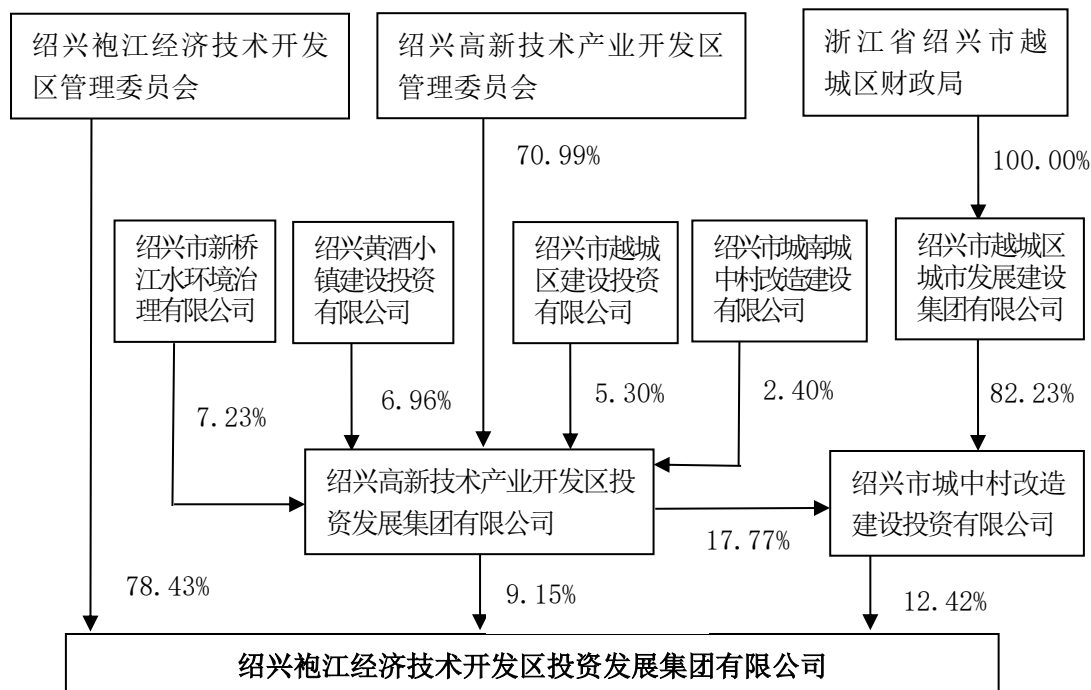 绍兴袍江经济技术开发
区管理委员会
绍兴高新技术产业开发区
管理委员会
浙江省绍兴市越
城区财政局
70.99%
100.00%
绍兴市新桥
江水环境治
理有限公司
绍兴黄酒小
镇建设投资
有限公司
绍兴市越城
区建设投资
有限公司
绍兴市城南城
中村改造建设
有限公司
绍兴市越城区
城市发展建设
集团有限公司
7.23%
6.96%
5.30%
2.40%
82.23%
绍兴高新技术产业开发区投
资发展集团有限公司
17.77%
绍兴市城中村改造
建设投资有限公司
78.43%
9.15%
12.42%
绍兴袍江经济技术开发区投资发展集团有限公司